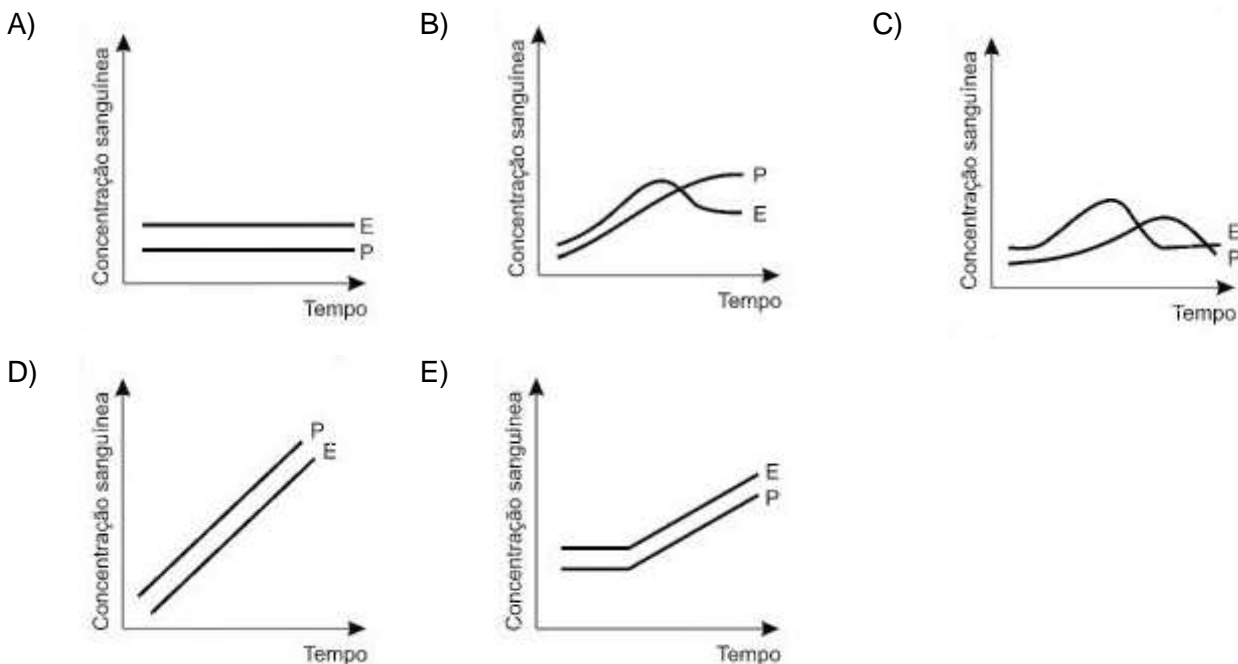 A)
Concentração sanguínea
E
P
Tempo
B)
Concentração sanguínea
P
E
Tempo
C)
Concentração sanguínea
E
P
Tempo
D)
Concentração sanguínea
P
E
Tempo
E)
Concentração sanguínea
E
P
Tempo